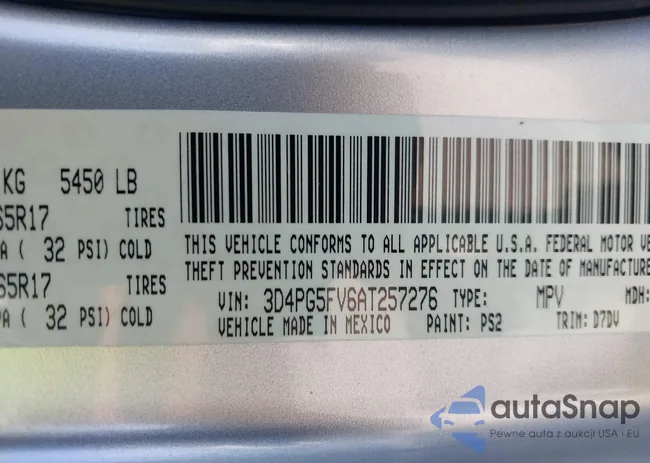 KG 5450 LB
65R17 TIRES
PA ( 32 PSI) COLD
65R17 TIRES
PA ( 32 PSI) COLD
THIS VEHICLE CONFORMS TO ALL APPLICABLE U.S.A. FEDERAL MOTOR VE
THEFT PREVENTION STANDARDS IN EFFECT ON THE DATE OF MANUFACTURE
VIN: 3D4PG5FV6AT257276 TYPE: MPV MDH:
VEHICLE MADE IN MEXICO PAINT: PS2 TRIM: D7DV
autaSnap
Pewne auta z aukcji USA i EU